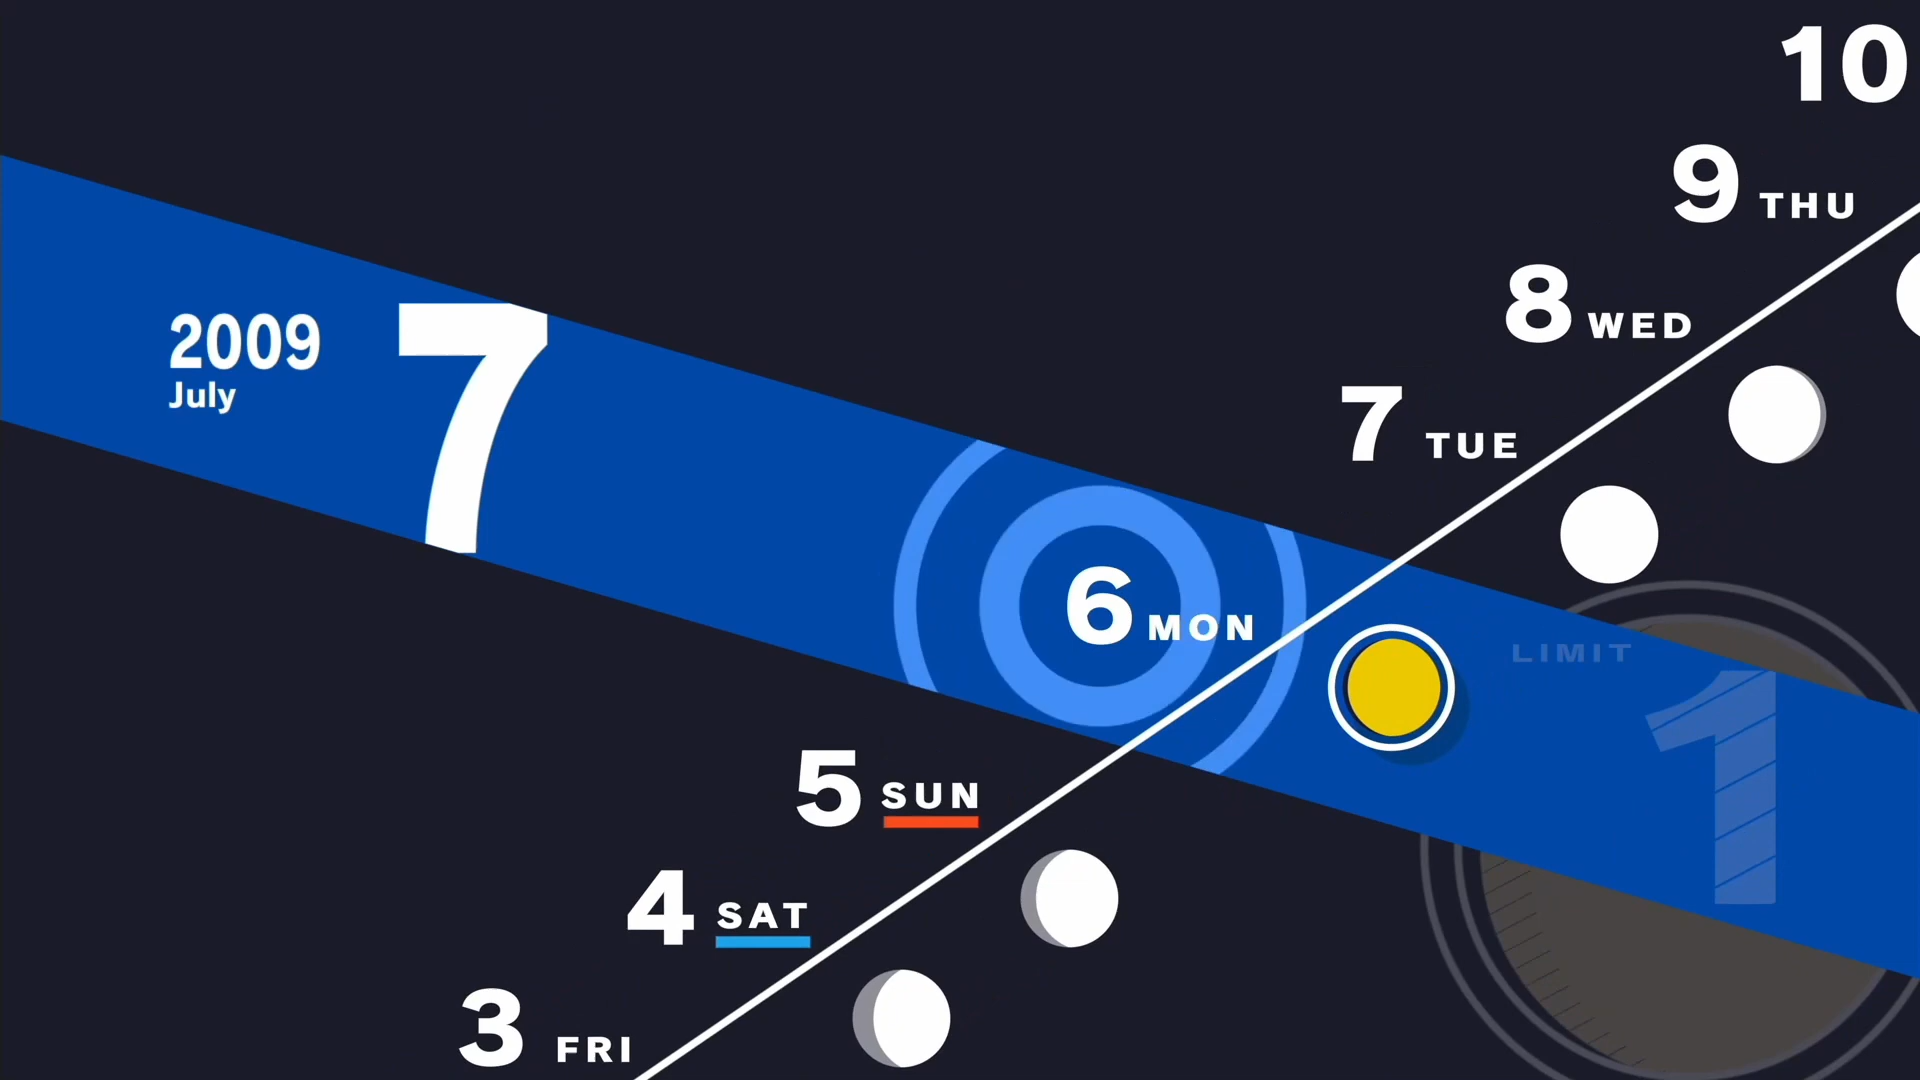 10
9 THU
8 WED
2009
July
7
7 TUE
6 MON
LIMIT
1
5 SUN
4 SAT
3 FRI